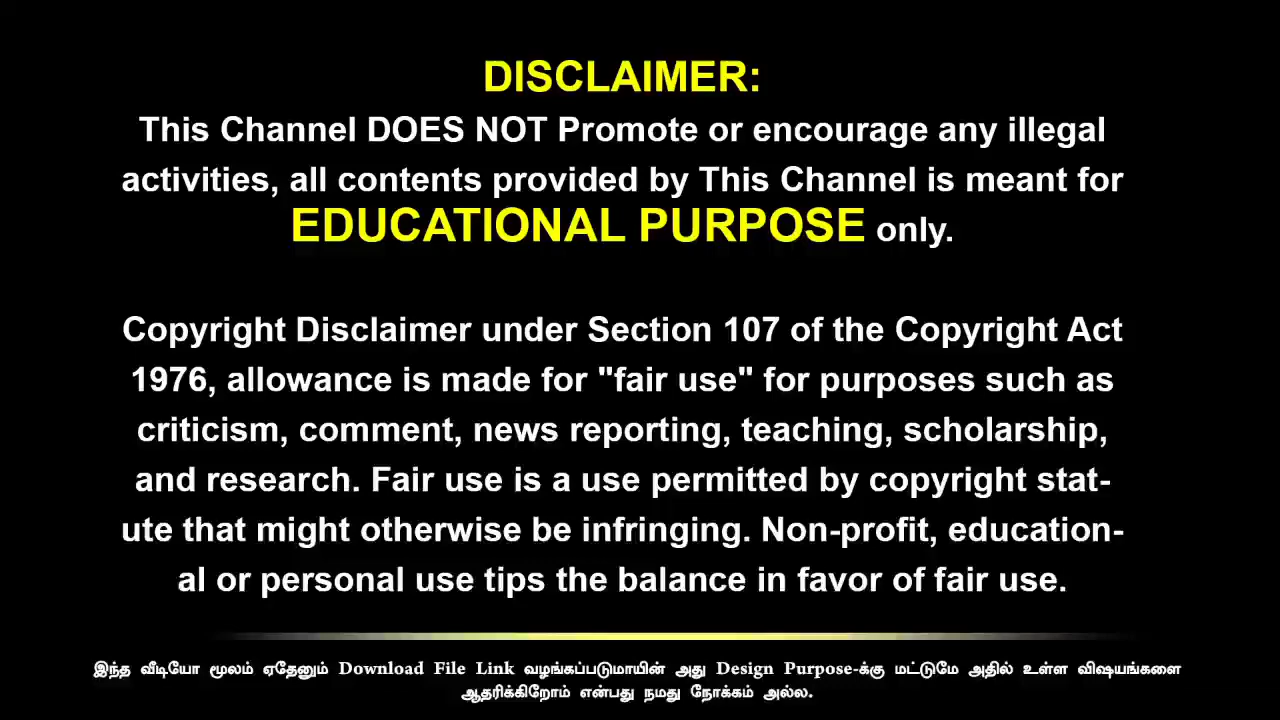 DISCLAIMER:
This Channel DOES NOT Promote or encourage any illegal
activities, all contents provided by This Channel is meant for
EDUCATIONAL PURPOSE only.
Copyright Disclaimer under Section 107 of the Copyright Act
1976, allowance is made for "fair use" for purposes such as
criticism, comment, news reporting, teaching, scholarship,
and research. Fair use is a use permitted by copyright stat-
ute that might otherwise be infringing. Non-profit, education-
al or personal use tips the balance in favor of fair use.
இந்த வீடியோ மூலம் ஏதேனும் Download File Link வழங்கப்படுமாயின் அது Design Purpose-க்கு மட்டுமே அதில் உள்ள விஷயங்களை
ஆதரிக்கிறோம் என்பது நமது நோக்கம் அல்ல.